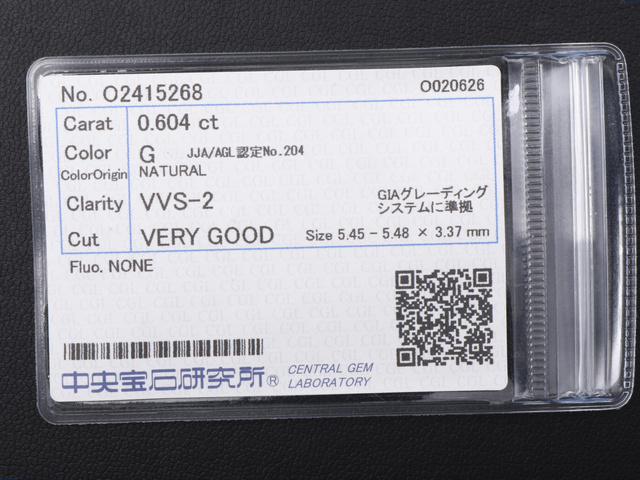 No. O2415268
O020626
Carat 0.604 ct
Color G JJA/AGL認定No.204
ColorOrigin NATURAL
Clarity VVS-2 GIAグレーディング
システムに準拠
Cut VERY GOOD Size 5.45 - 5.48 × 3.37 mm
Fluo. NONE
中央宝石研究所® CENTRAL GEM
LABORATORY